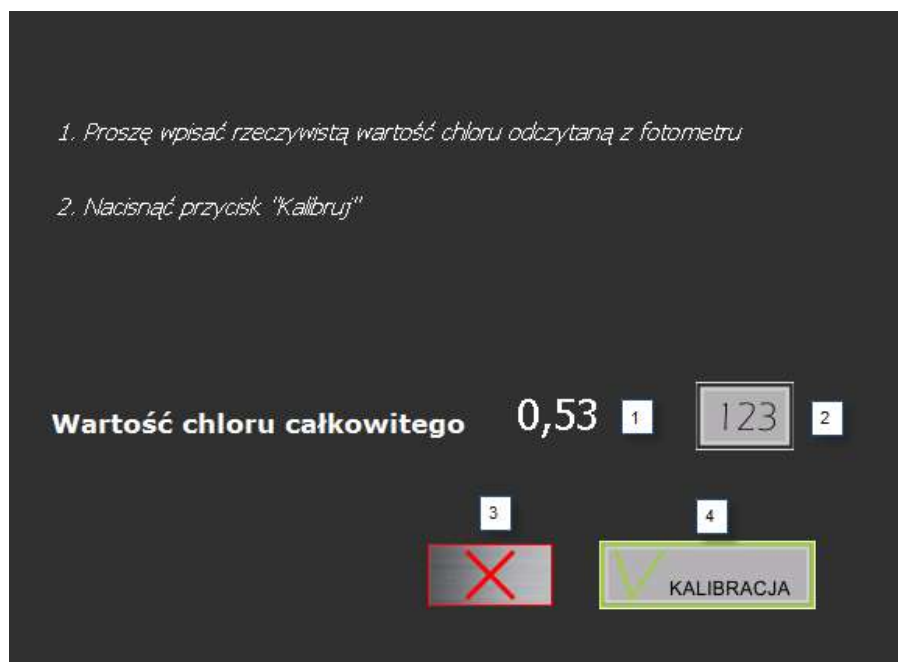 1. Proszę wpisać rzeczywistą wartość chloru odczytaną z fotometru
2. Nacisnąć przycisk "Kalibruj"
Wartość chloru całkowitego 0,53 1 123 2
3 4
KALIBRACJA